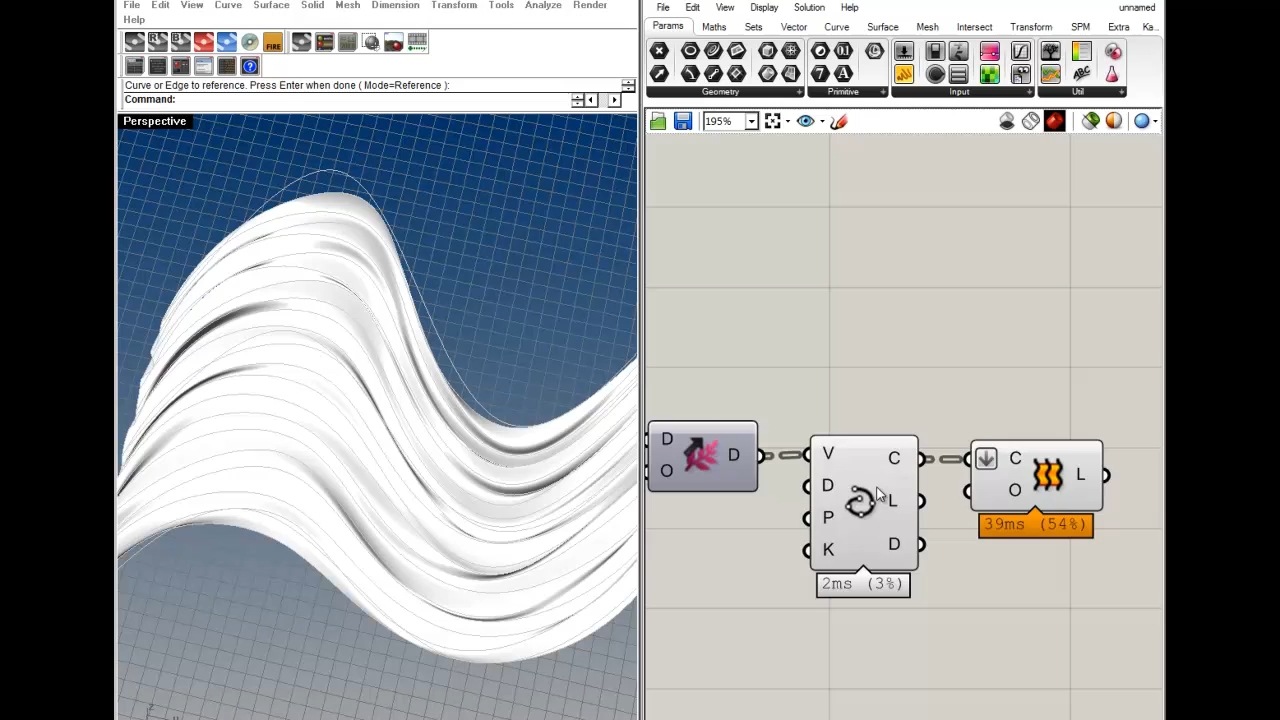 File Edit View Curve Surface Solid Mesh Dimension Transform Tools Analyze Render
Help
FIRE
Curve or Edge to reference. Press Enter when done ( Mode=Reference ):
Command:
Perspective
File Edit View Display Solution Help unnamed
Params Maths Sets Vector Curve Surface Mesh Intersect Transform SPM Extra Ka...
Geometry Primitive Input Util
195%
D
O
D
V
D
P
K
C
L
D
2ms (3%)
C
O
L
39ms (54%)